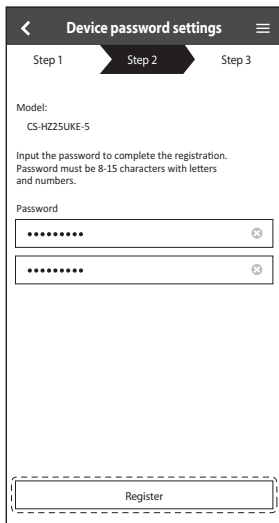 Device password settings
Step 1 Step 2 Step 3
Model:
CS-HZ25UKE-5
Input the password to complete the registration.
Password must be 8-15 characters with letters
and numbers.
Password
•••••••••
•••••••••
Register